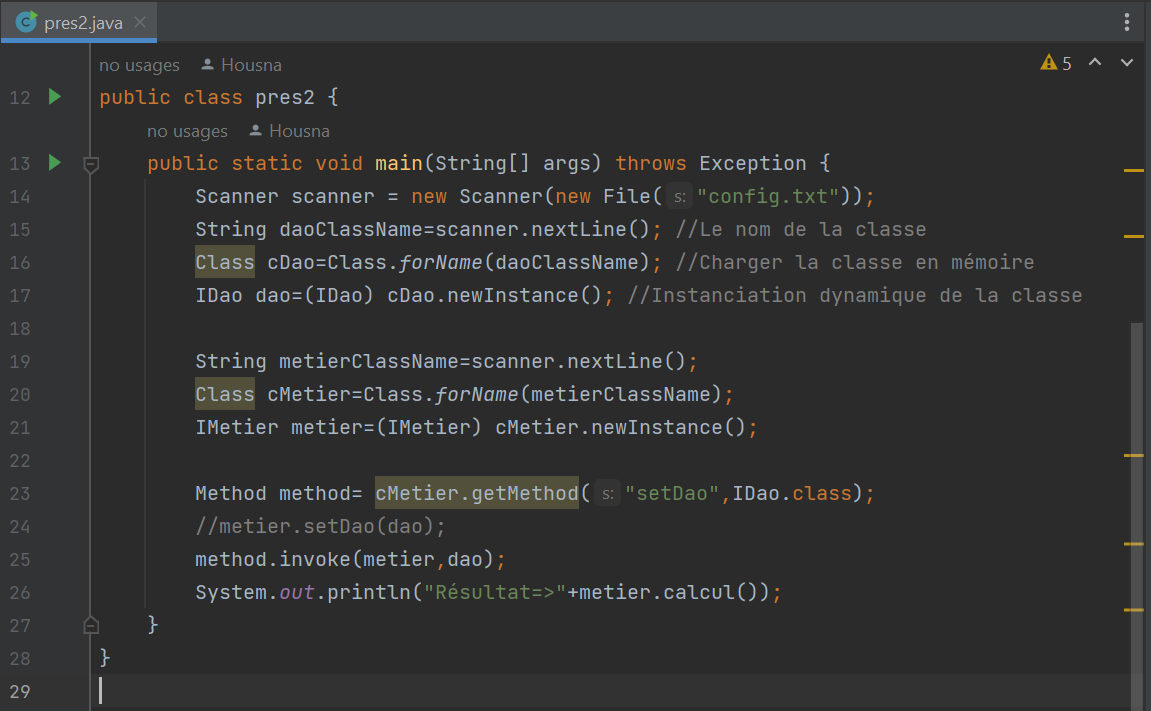 pres2.java
no usages Housna
5
12 public class pres2 {
no usages Housna
13 public static void main(String[] args) throws Exception {
14 Scanner scanner = new Scanner(new File( s: "config.txt"));
15 String daoClassName=scanner.nextLine(); //Le nom de la classe
16 Class cDao=Class.forName(daoClassName); //Charger la classe en mémoire
17 IDao dao=(IDao) cDao.newInstance(); //Instanciation dynamique de la classe
18
19 String metierClassName=scanner.nextLine();
20 Class cMetier=Class.forName(metierClassName);
21 IMetier metier=(IMetier) cMetier.newInstance();
22
23 Method method= cMetier.getMethod( s: "setDao",IDao.class);
24 //metier.setDao(dao);
25 method.invoke(metier,dao);
26 System.out.println("Résultat=>"+metier.calcul());
27 }
28 }
29